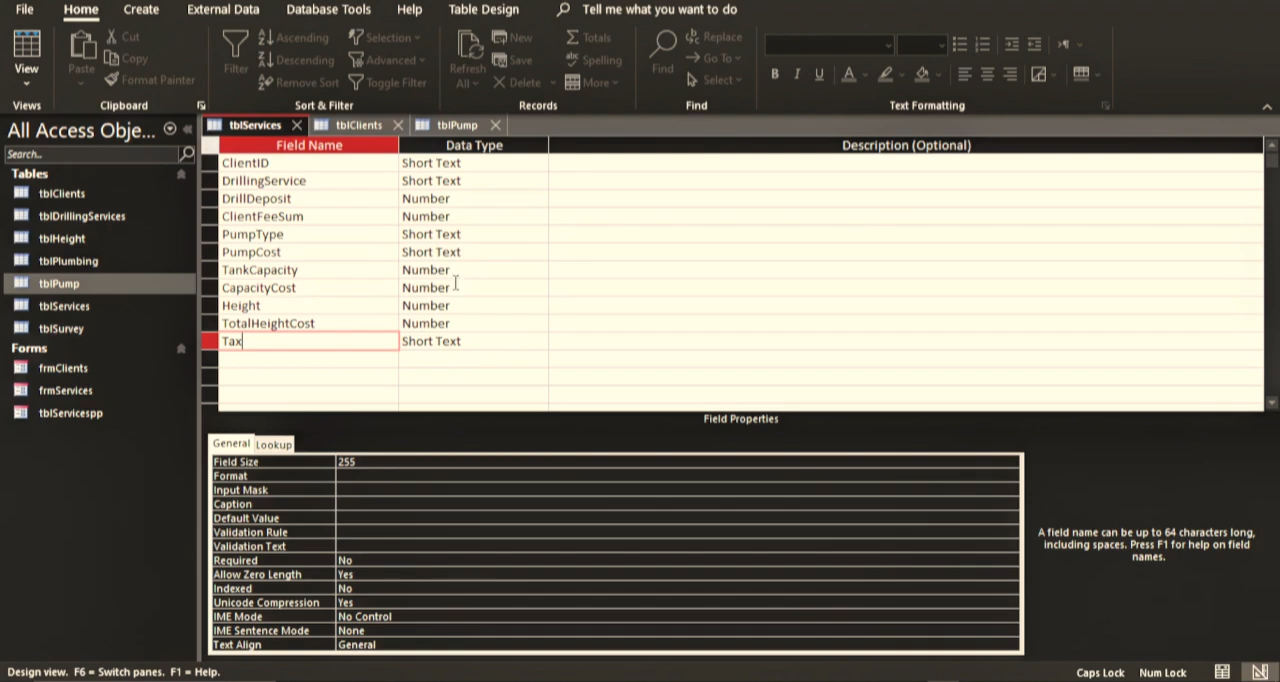 File Home Create External Data Database Tools Help Table Design Tell me what you want to do
View
Paste
Cut
Copy
Format Painter
Filter
Ascending
Descending
Remove Sort
Selection
Advanced
Toggle Filter
Refresh
All
New
Save
Delete
Totals
Spelling
More
Find
Replace
Go To
Select
B I U A
Views Clipboard Sort & Filter Records Find Text Formatting
All Access Obje...
Search...
Tables
tblClients
tblDrillingServices
tblHeight
tblPlumbing
tblPump
tblServices
tblSurvey
Forms
frmClients
frmServices
tblServicespp
tblServices tblClients tblPump
Field Name Data Type Description (Optional)
ClientID Short Text
DrillingService Short Text
DrillDeposit Number
ClientFeeSum Number
PumpType Short Text
PumpCost Short Text
TankCapacity Number
CapacityCost Number
Height Number
TotalHeightCost Number
Tax Short Text
Field Properties
General Lookup
Field Size 255
Format
Input Mask
Caption
Default Value
Validation Rule
Validation Text
Required No
Allow Zero Length Yes
Indexed No
Unicode Compression Yes
IME Mode No Control
IME Sentence Mode None
Text Align General
A field name can be up to 64 characters long,
including spaces. Press F1 for help on field
names.
Design view. F6 = Switch panes. F1 = Help.
Caps Lock Num Lock